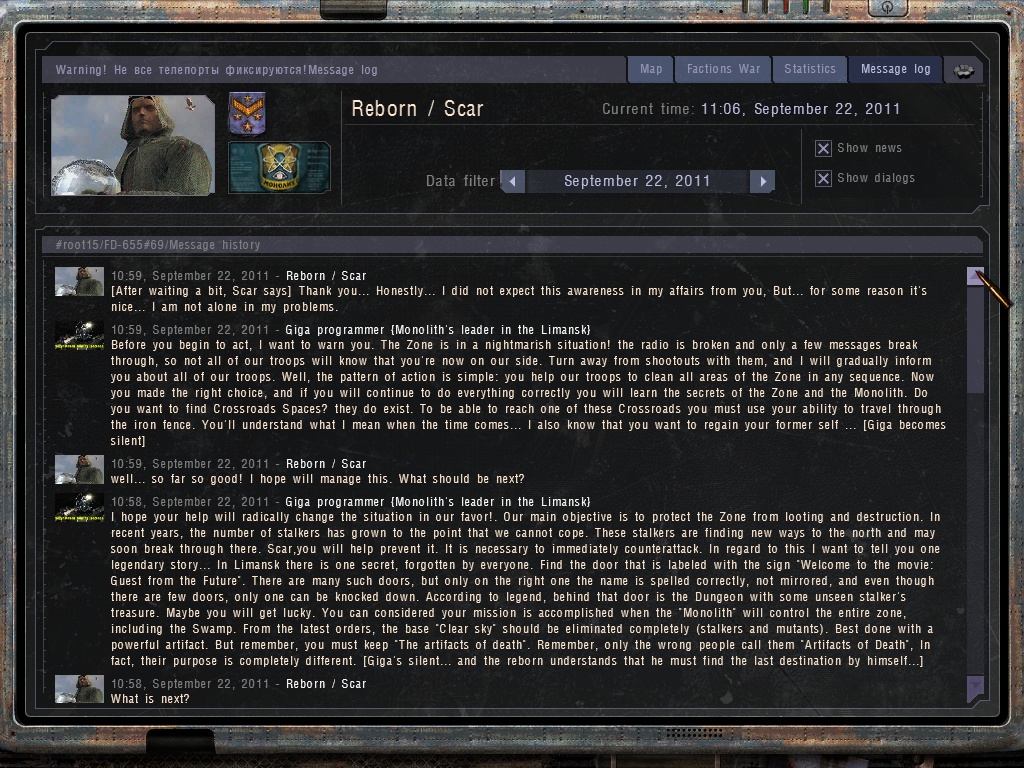 Warning! Не все телепорты фиксируются!Message log
Map
Factions War
Statistics
Message log
Reborn / Scar
Current time: 11:06, September 22, 2011
МОНОЛИТ
Data filter
September 22, 2011
Show news
Show dialogs
#root15/FD-655#69/Message history
10:59, September 22, 2011 - Reborn / Scar
[After waiting a bit, Scar says] Thank you... Honestly... I did not expect this awareness in my affairs from you, But... for some reason it's
nice... I am not alone in my problems.
10:59, September 22, 2011 - Giga programmer {Monolith's leader in the Limansk}
Before you begin to act, I want to warn you. The Zone is in a nightmarish situation! the radio is broken and only a few messages break
through, so not all of our troops will know that you're now on our side. Turn away from shootouts with them, and I will gradually inform
you about all of our troops. Well, the pattern of action is simple: you help our troops to clean all areas of the Zone in any sequence. Now
you made the right choice, and if you will continue to do everything correctly you will learn the secrets of the Zone and the Monolith. Do
you want to find Crossroads Spaces? they do exist. To be able to reach one of these Crossroads you must use your ability to travel through
the iron fence. You'll understand what I mean when the time comes... I also know that you want to regain your former self ... [Giga becomes
silent]
10:59, September 22, 2011 - Reborn / Scar
well... so far so good! I hope will manage this. What should be next?
10:58, September 22, 2011 - Giga programmer {Monolith's leader in the Limansk}
I hope your help will radically change the situation in our favor!. Our main objective is to protect the Zone from looting and destruction. In
recent years, the number of stalkers has grown to the point that we cannot cope. These stalkers are finding new ways to the north and may
soon break through there. Scar,you will help prevent it. It is necessary to immediately counterattack. In regard to this I want to tell you one
legendary story... In Limansk there is one secret, forgotten by everyone. Find the door that is labeled with the sign "Welcome to the movie:
Guest from the Future". There are many such doors, but only on the right one the name is spelled correctly, not mirrored, and even though
there are few doors, only one can be knocked down. According to legend, behind that door is the Dungeon with some unseen stalker's
treasure. Maybe you will get lucky. You can considered your mission is accomplished when the "Monolith" will control the entire zone,
including the Swamp. From the latest orders, the base "Clear sky" should be eliminated completely (stalkers and mutants). Best done with a
powerful artifact. But remember, you must keep "The artifacts of death". Remember, only the wrong people call them "Artifacts of Death", In
fact, their purpose is completely different. [Giga's silent... and the reborn understands that he must find the last destination by himself...]
10:58, September 22, 2011 - Reborn / Scar
What is next?